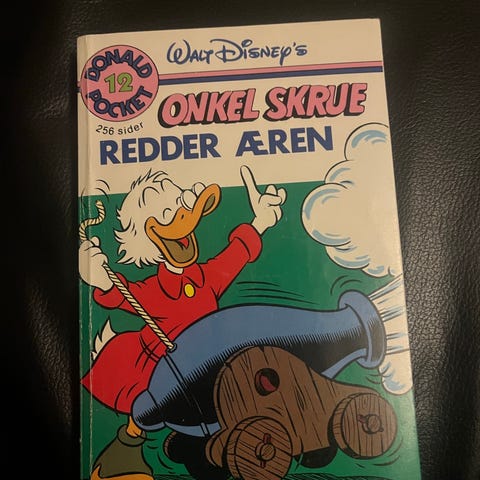 WALT DISNEY'S
DONALD
12
POCKET
256 sider
ONKEL SKRUE
REDDER ÆREN